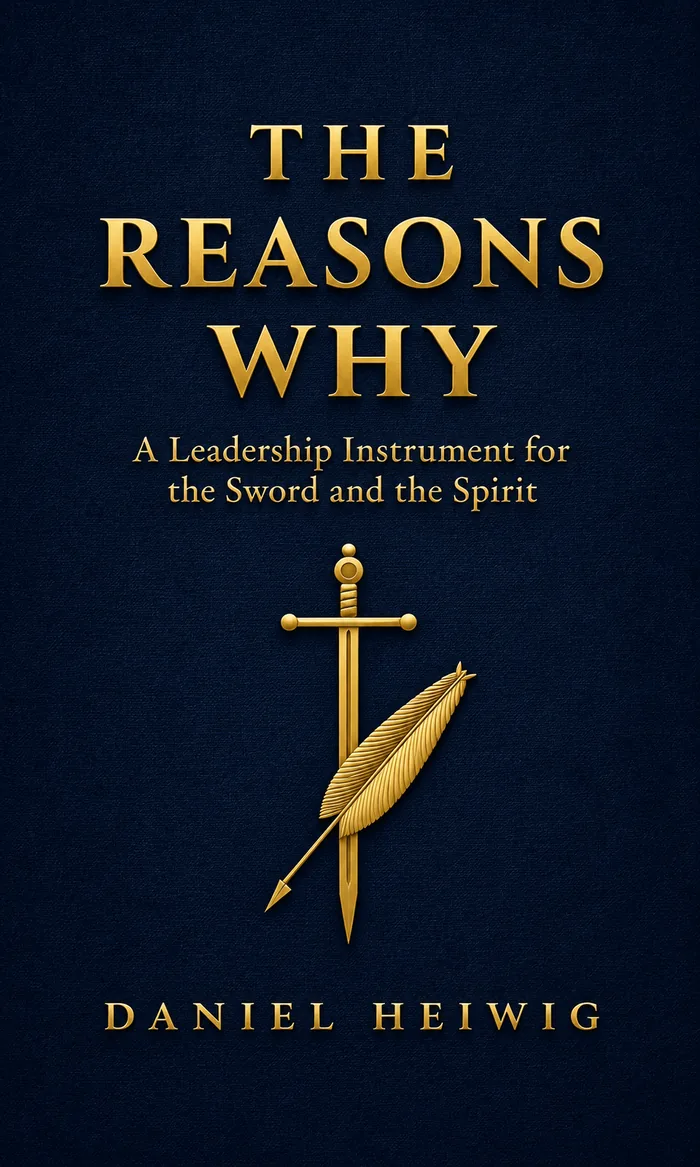 THE
REASONS
WHY
A Leadership Instrument for
the Sword and the Spirit
DANIEL HEIWIG